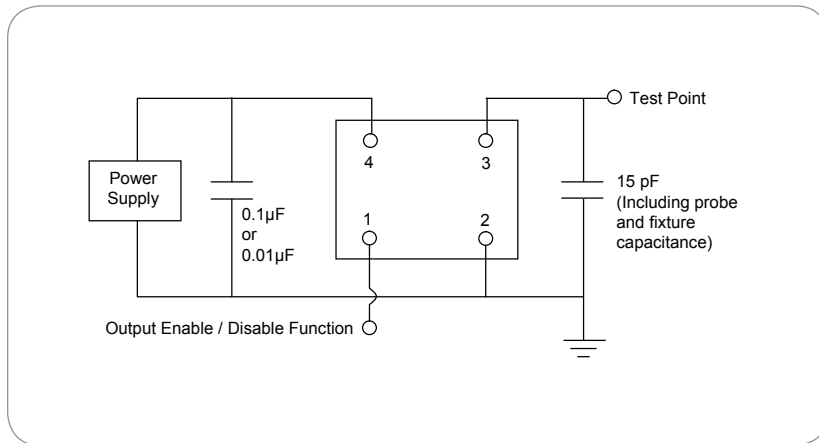 Test Point
4
3
Power
Supply
15 pF
(Including probe
and fixture
capacitance)
0.1µF
or
0.01µF
1
2
Output Enable / Disable Function